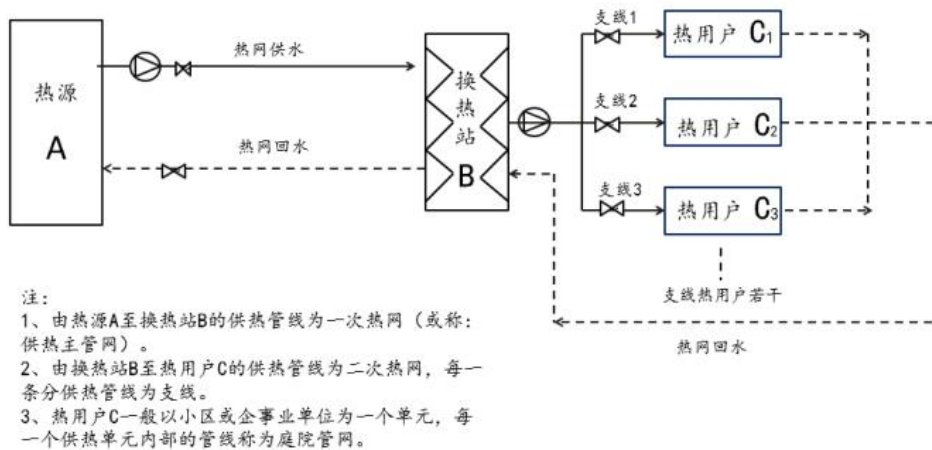 支线1
热用户 C1
热网供水
热源
A
换热站
B
支线2
热用户 C2
热网回水
支线3
热用户 C3
支线热用户若干
热网回水
注：
1、由热源A至换热站B的供热管线为一次热网（或称：
供热主管网）。
2、由换热站B至热用户C的供热管线为二次热网，每一
条分供热管线为支线。
3、热用户C一般以小区或企事业单位为一个单元，每
一个供热单元内部的管线称为庭院管网。